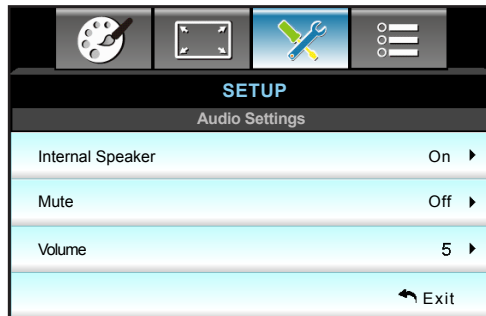 SETUP
Audio Settings
Internal Speaker On
Mute Off
Volume 5
Exit